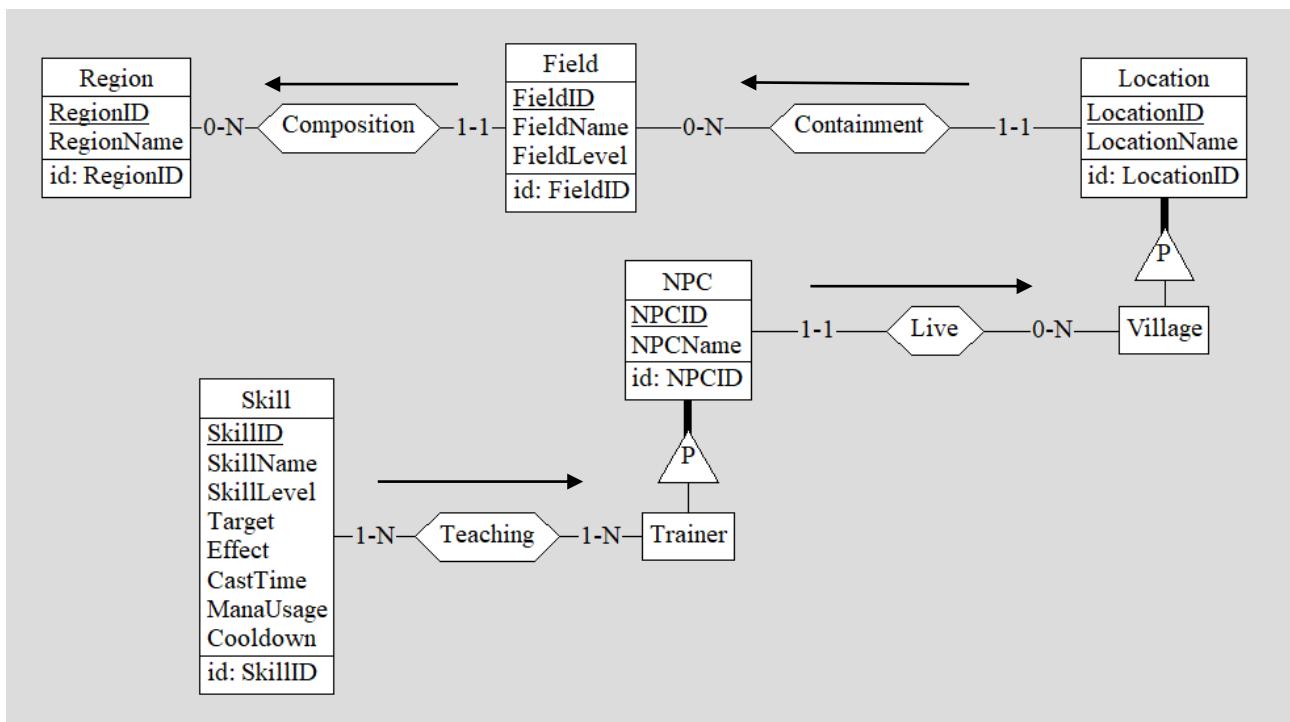 Region
RegionID
RegionName
id: RegionID
0-N
Composition
1-1
Field
FieldID
FieldName
FieldLevel
id: FieldID
0-N
Containment
1-1
Location
LocationID
LocationName
id: LocationID
P
NPC
NPCID
NPCName
id: NPCID
1-1
Live
0-N
Village
P
Skill
SkillID
SkillName
SkillLevel
Target
Effect
CastTime
ManaUsage
Cooldown
id: SkillID
1-N
Teaching
1-N
Trainer